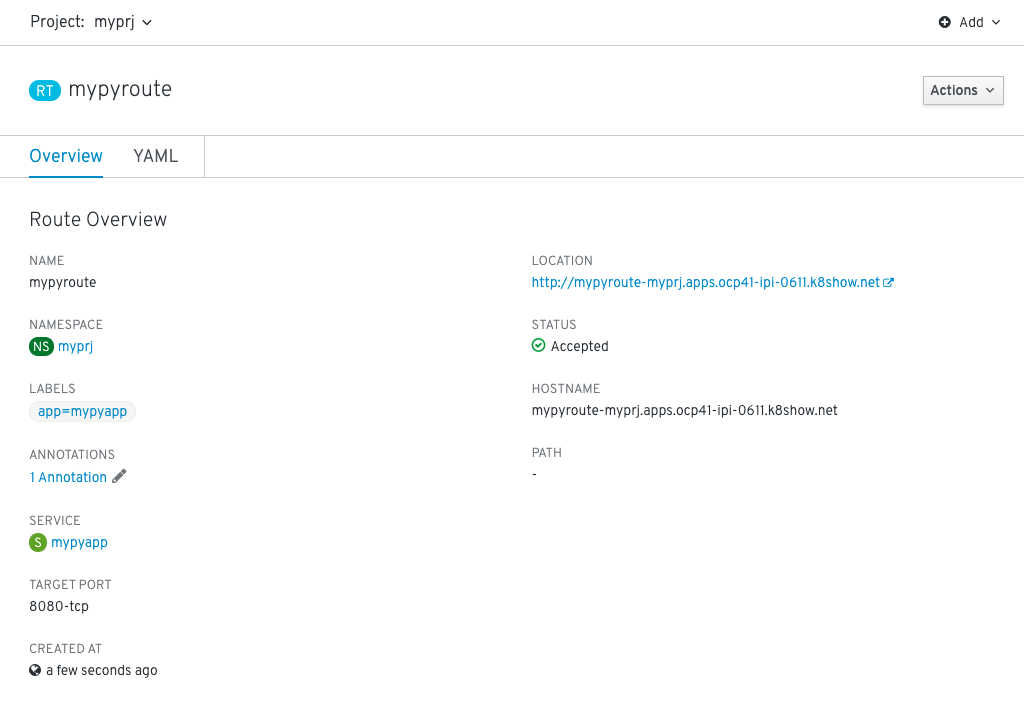 Project: myprj
Add
RT mypyroute
Actions
Overview YAML
Route Overview
NAME
mypyroute
NAMESPACE
NS myprj
LABELS
app=mypyapp
ANNOTATIONS
1 Annotation
SERVICE
S mypyapp
TARGET PORT
8080-tcp
CREATED AT
a few seconds ago
LOCATION
http://mypyroute-myprj.apps.ocp41-ipi-0611.k8show.net
STATUS
Accepted
HOSTNAME
mypyroute-myprj.apps.ocp41-ipi-0611.k8show.net
PATH
-